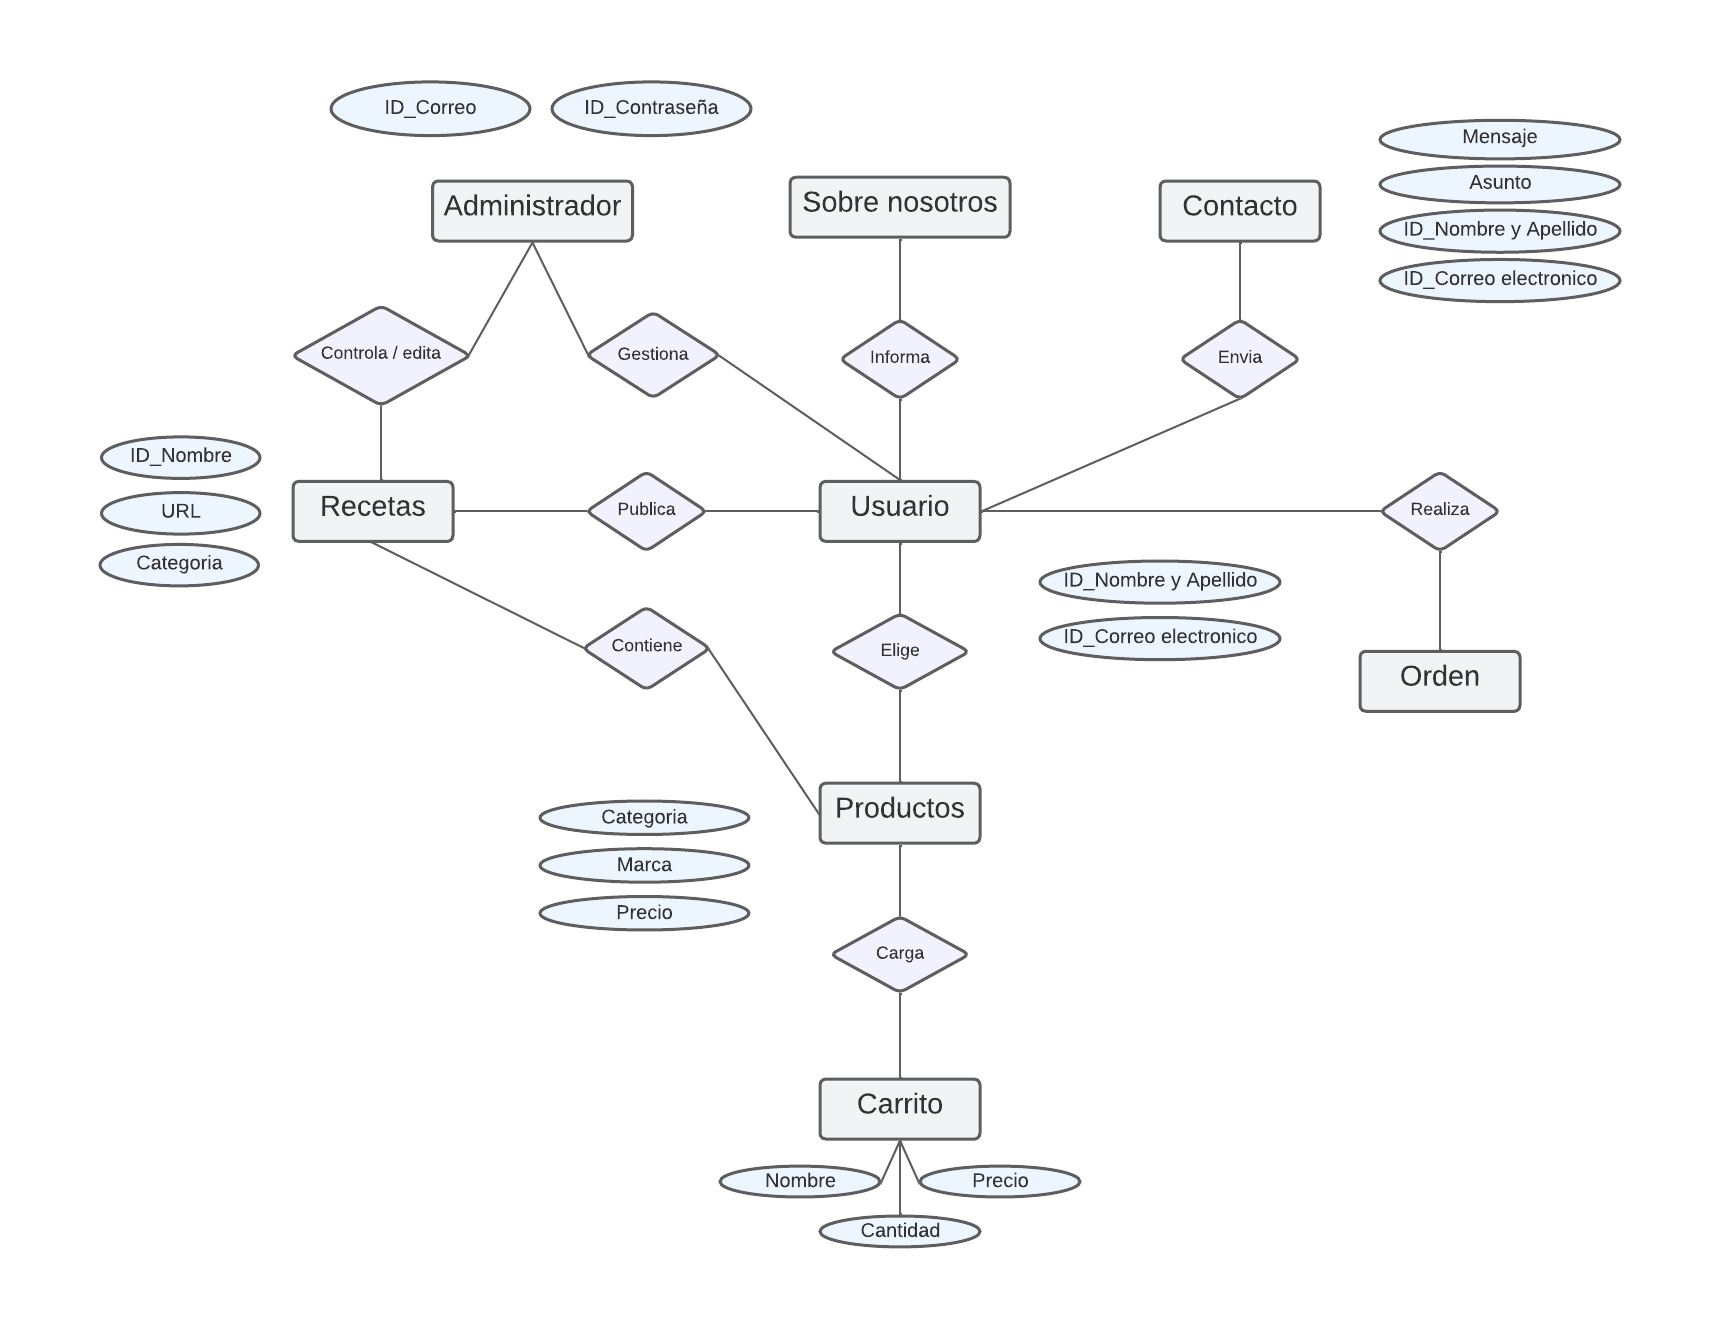 ID_Correo
ID_Contraseña
Mensaje
Asunto
ID_Nombre y Apellido
ID_Correo electronico
Administrador
Sobre nosotros
Contacto
Controla / edita
Gestiona
Informa
Envia
ID_Nombre
URL
Categoria
Recetas
Publica
Usuario
Realiza
ID_Nombre y Apellido
ID_Correo electronico
Contiene
Elige
Orden
Productos
Categoria
Marca
Precio
Carga
Carrito
Nombre
Precio
Cantidad